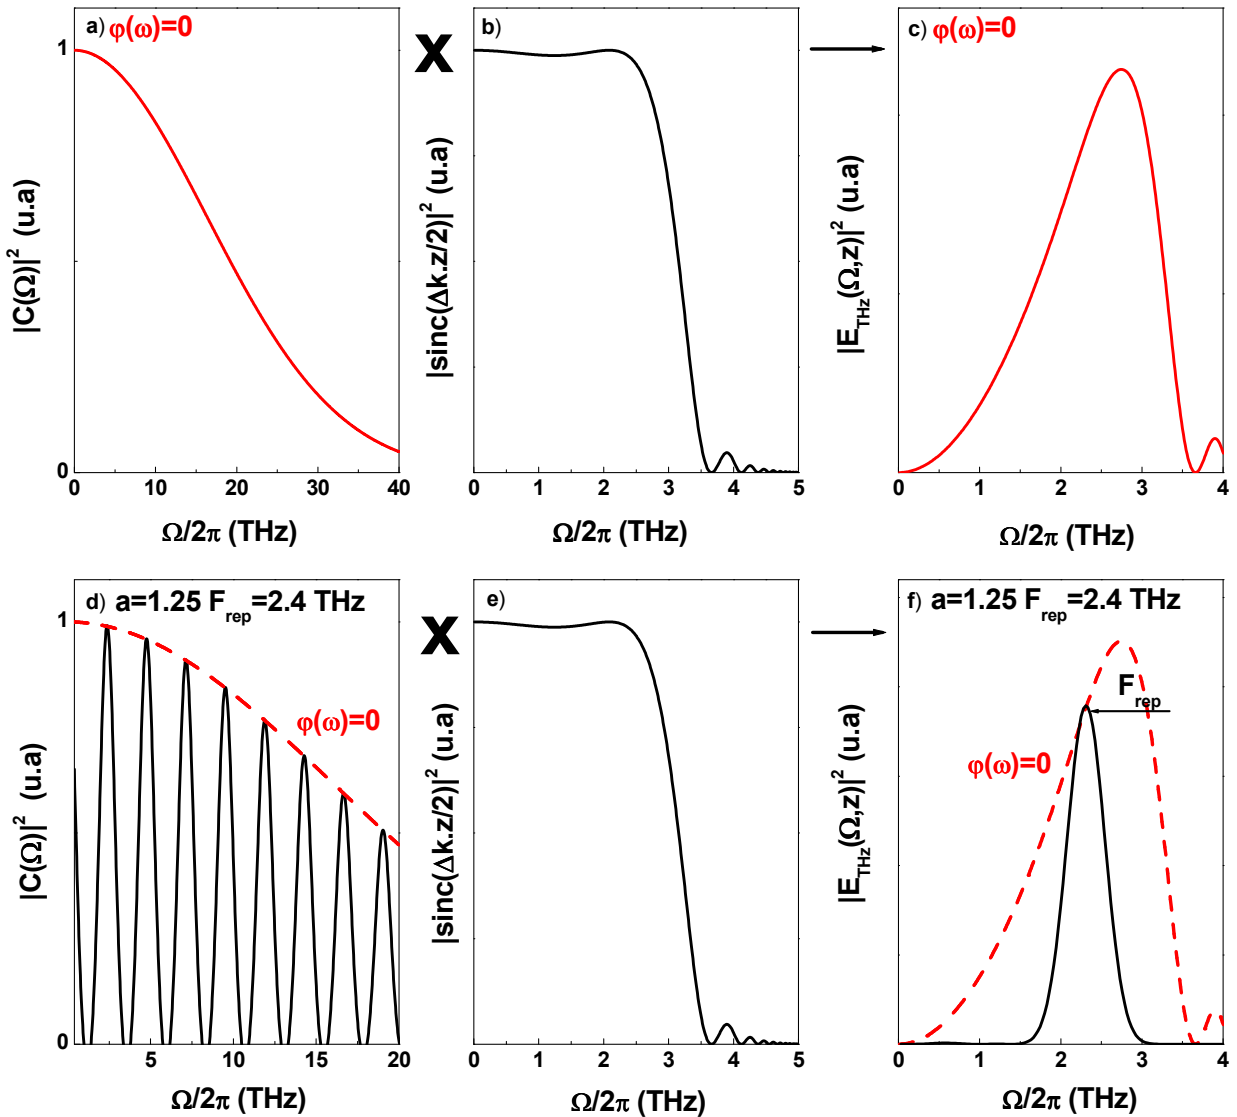 a) φ(ω)=0
1
0
|C(Ω)|² (u.a)
0 10 20 30 40
Ω/2π (THz)
X
b)
|sinc(Δk.z/2)|² (u.a)
0 1 2 3 4 5
Ω/2π (THz)
c) φ(ω)=0
|E_THz(Ω,z)|² (u.a)
0 1 2 3 4
Ω/2π (THz)
d) a=1.25 F_rep=2.4 THz
1
0
φ(ω)=0
|C(Ω)|² (u.a)
5 10 15 20
Ω/2π (THz)
X
e)
|sinc(Δk.z/2)|² (u.a)
0 1 2 3 4 5
Ω/2π (THz)
f) a=1.25 F_rep=2.4 THz
F_rep
φ(ω)=0
|E_THz(Ω,z)|² (u.a)
0 1 2 3 4
Ω/2π (THz)